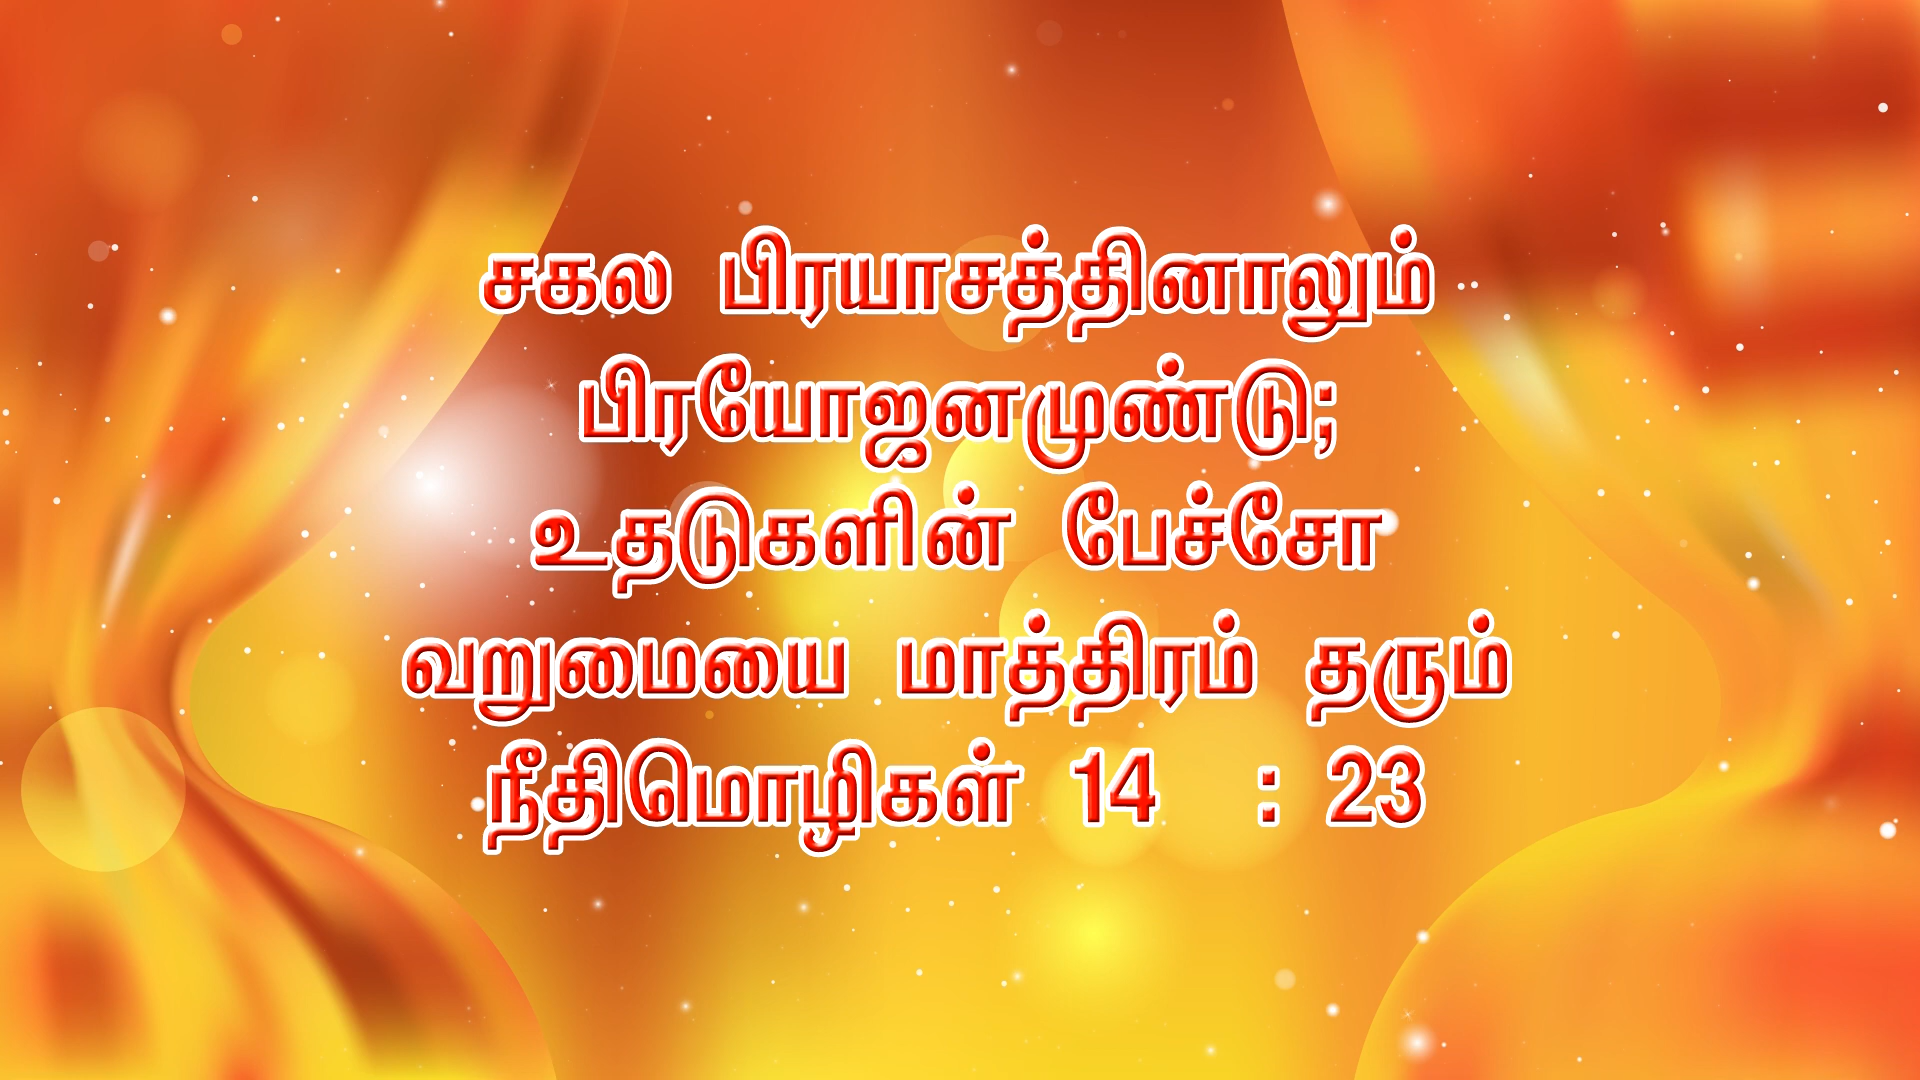 சகல பிரயாசத்தினாலும்
பிரயோஜனமுண்டு;
உதடுகளின் பேச்சோ
வறுமையை மாத்திரம் தரும்
நீதிமொழிகள் 14 : 23